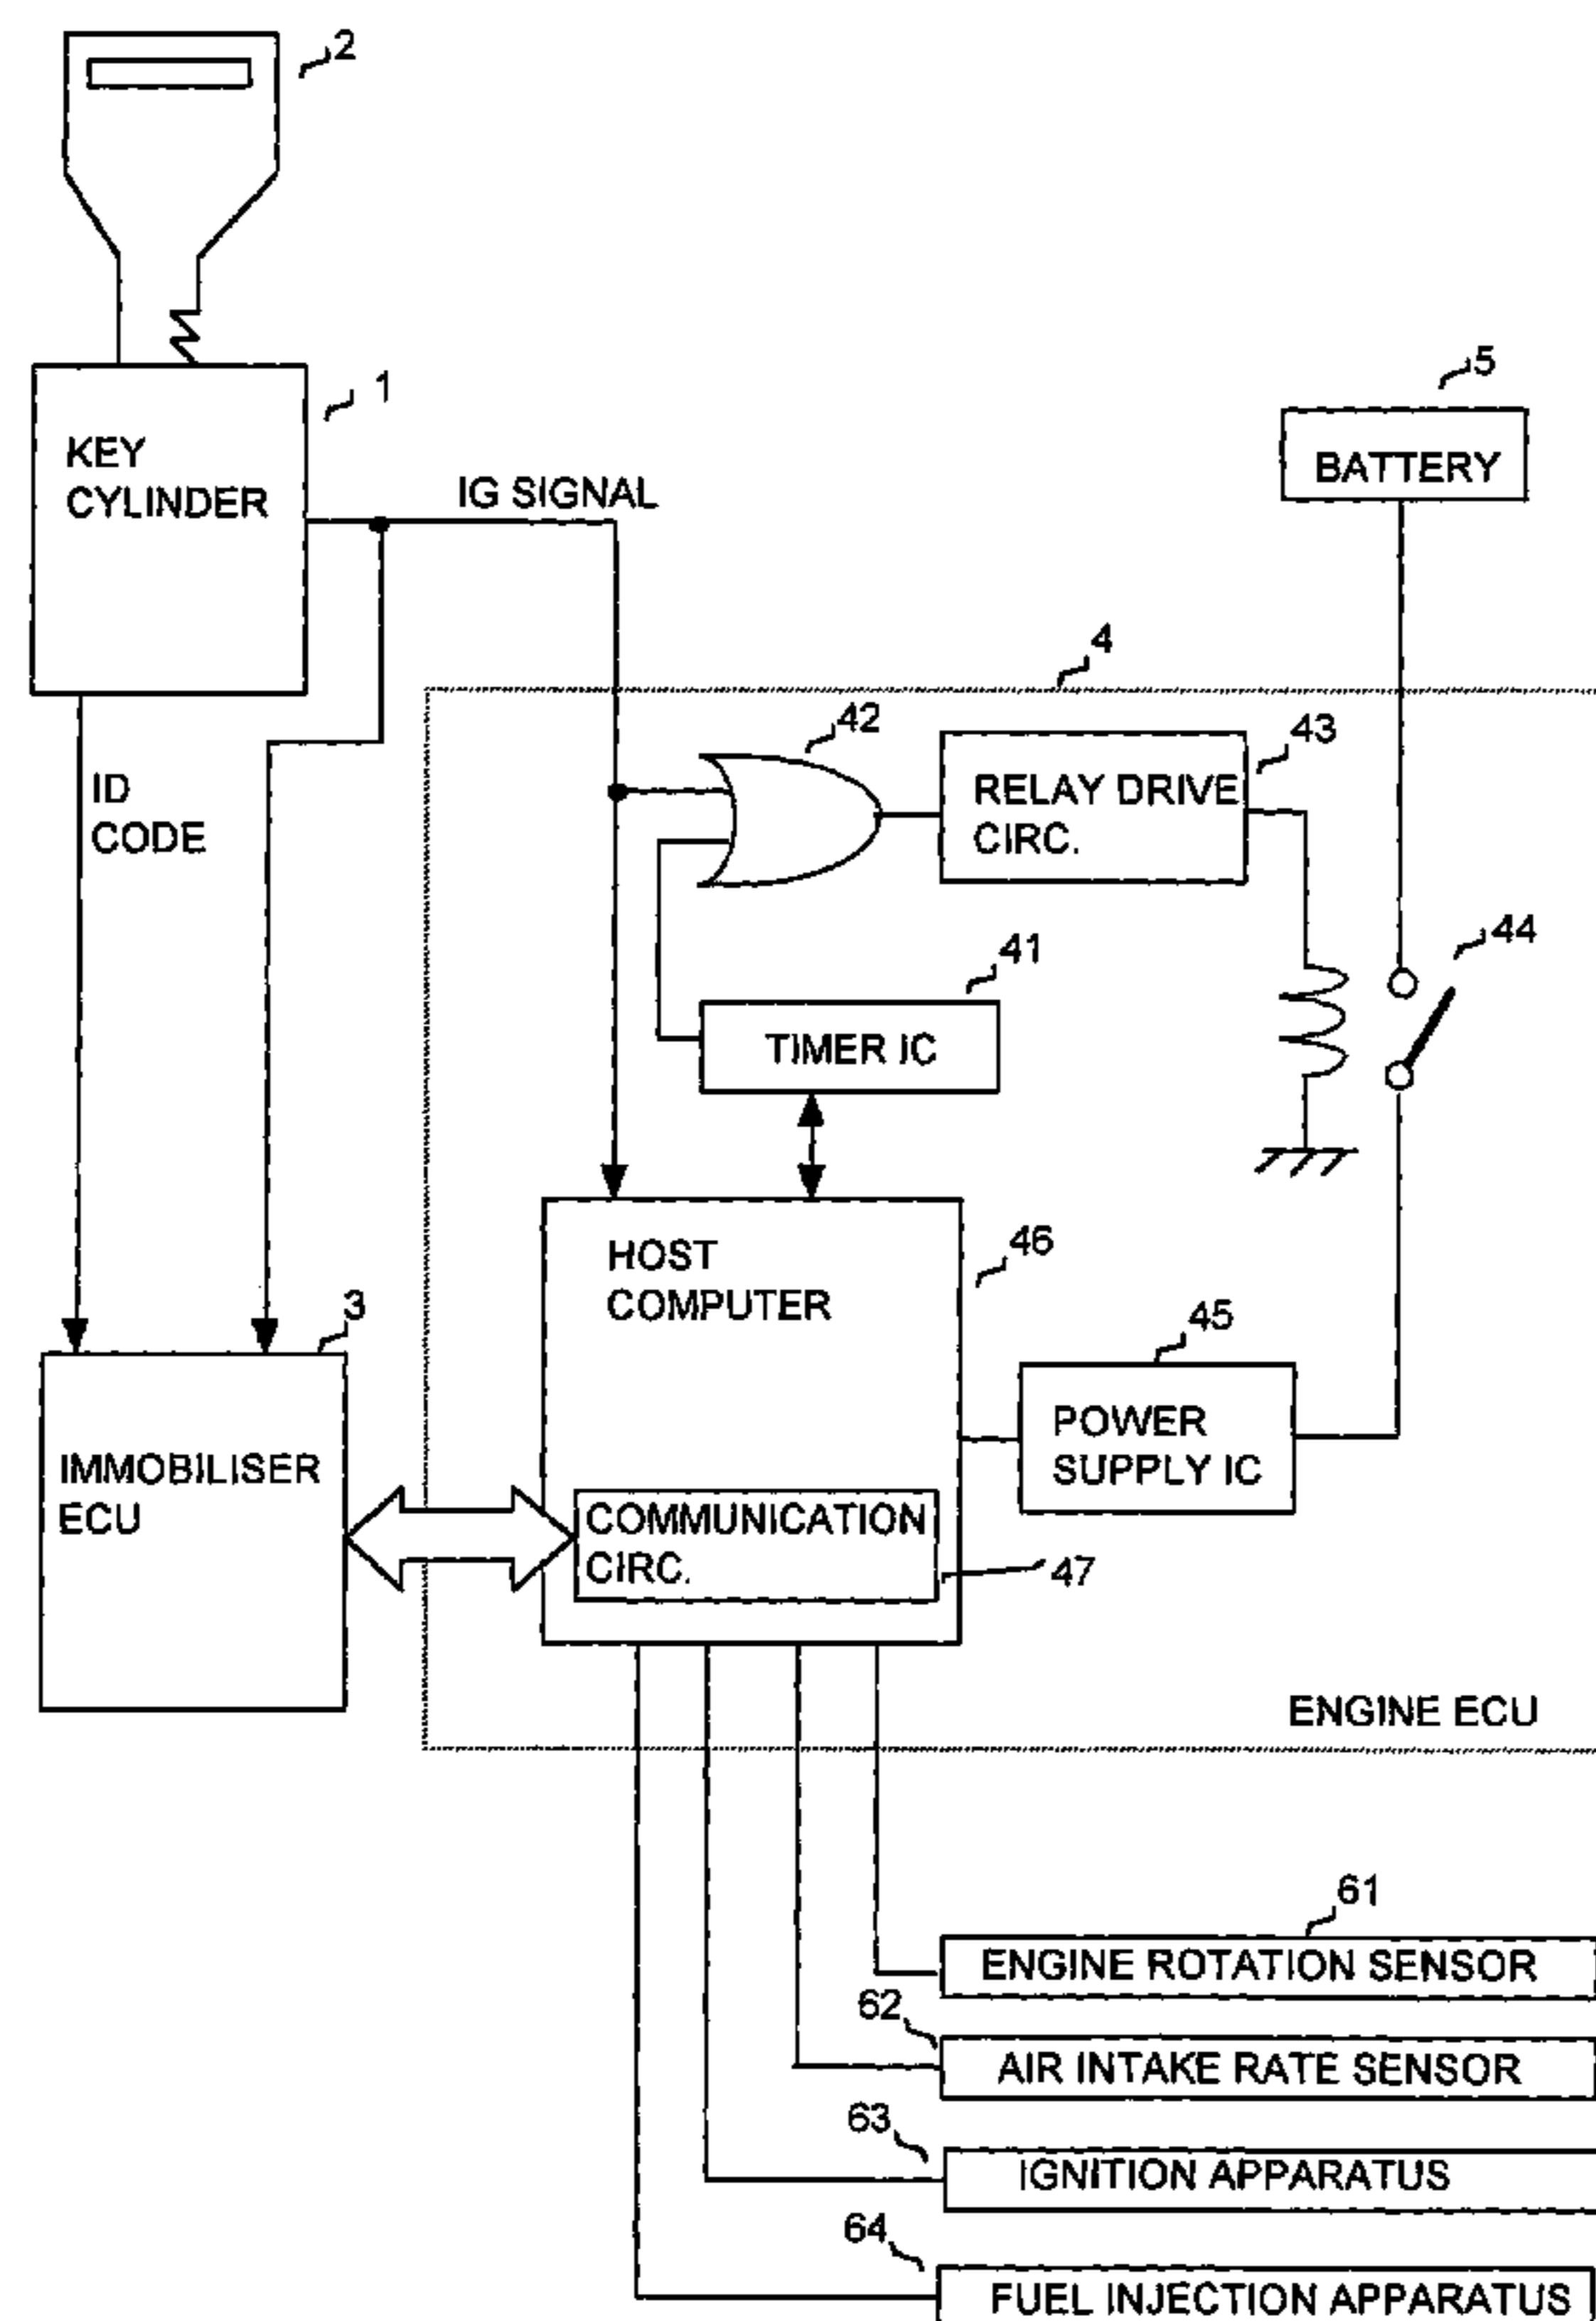 2
1
KEY
CYLINDER
IG SIGNAL
5
BATTERY
4
42
43
RELAY DRIVE
CIRC.
ID
CODE
44
41
TIMER IC
HOST
COMPUTER
46
3
45
IMMOBILISER
ECU
POWER
SUPPLY IC
COMMUNICATION
CIRC.
47
ENGINE ECU
61
ENGINE ROTATION SENSOR
62
AIR INTAKE RATE SENSOR
63
IGNITION APPARATUS
64
FUEL INJECTION APPARATUS